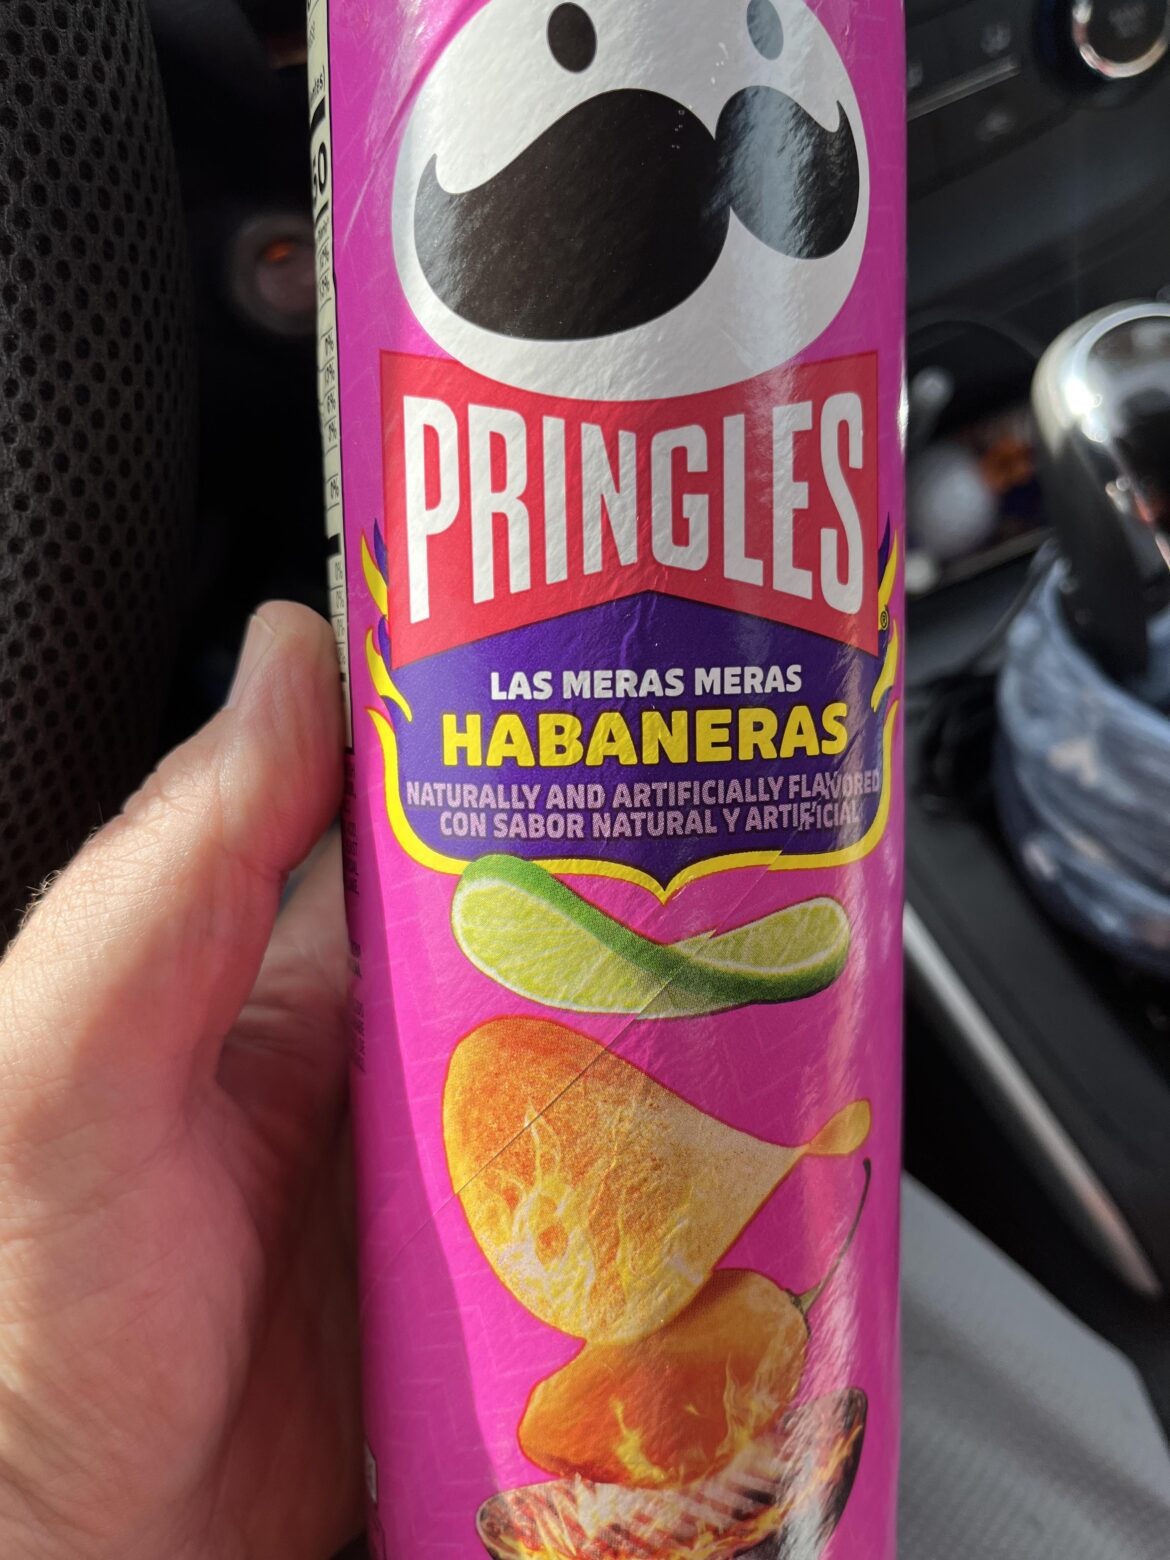 PRINGLES
®
LAS MERAS MERAS
HABANERAS
NATURALLY AND ARTIFICIALLY FLAVORED
CON SABOR NATURAL Y ARTIFICIAL